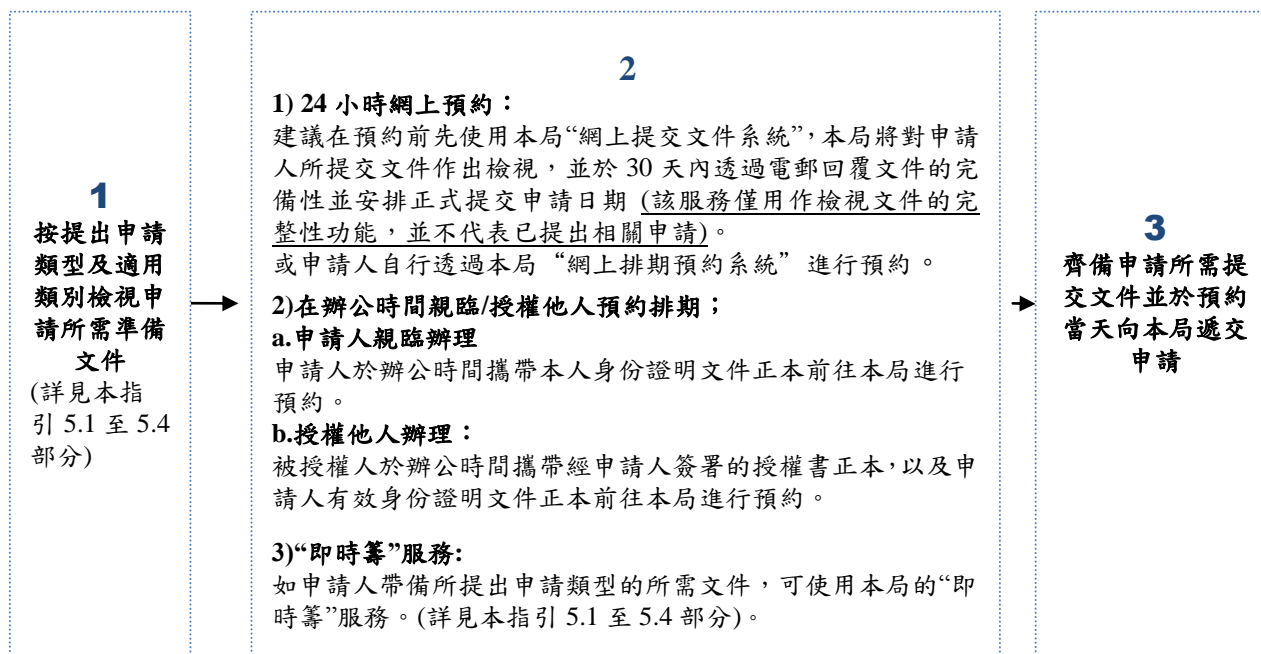 1
按提出申請
類型及適用
類別檢視申
請所需準備
文件
(詳見本指
引 5.1 至 5.4
部分)
2
1) 24 小時網上預約：
建議在預約前先使用本局“網上提交文件系統”，本局將對申請
人所提交文件作出檢視，並於 30 天內透過電郵回覆文件的完
備性並安排正式提交申請日期 (該服務僅用作檢視文件的完
整性功能，並不代表已提出相關申請)。
或申請人自行透過本局“網上排期預約系統”進行預約。
2)在辦公時間親臨/授權他人預約排期；
a.申請人親臨辦理
申請人於辦公時間攜帶本人身份證明文件正本前往本局進行
預約。
b.授權他人辦理：
被授權人於辦公時間攜帶經申請人簽署的授權書正本，以及申
請人有效身份證明文件正本前往本局進行預約。
3)“即時籌”服務:
如申請人帶備所提出申請類型的所需文件，可使用本局的“即
時籌”服務。(詳見本指引 5.1 至 5.4 部分)。
3
齊備申請所需提
交文件並於預約
當天向本局遞交
申請